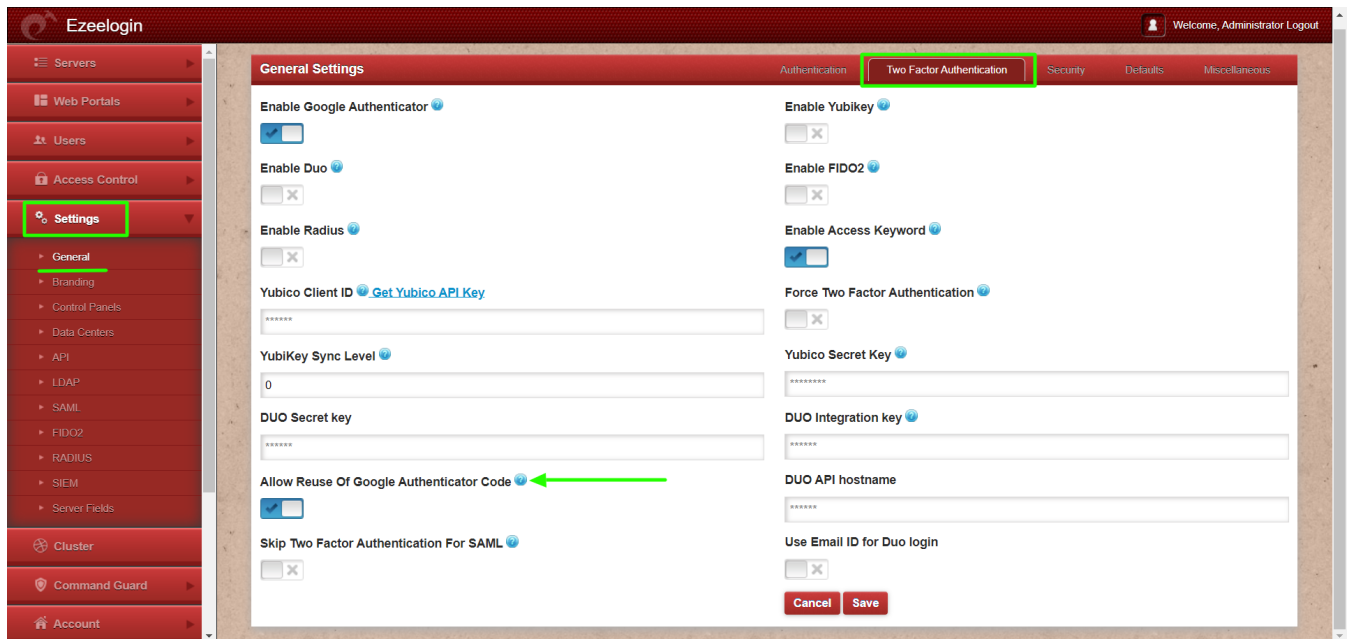 Ezeelogin
Welcome, Administrator Logout
Servers
Web Portals
Users
Access Control
Settings
General
Branding
Control Panels
Data Centers
API
LDAP
SAML
FIDO2
RADIUS
SIEM
Server Fields
Cluster
Command Guard
Account
General Settings
Authentication
Two Factor Authentication
Security
Defaults
Miscellaneous
Enable Google Authenticator
Enable Yubikey
Enable Duo
Enable FIDO2
Enable Radius
Enable Access Keyword
Yubico Client ID Get Yubico API Key
******
Force Two Factor Authentication
YubiKey Sync Level
0
Yubico Secret Key
********
DUO Secret key
******
DUO Integration key
******
Allow Reuse Of Google Authenticator Code
DUO API hostname
******
Skip Two Factor Authentication For SAML
Use Email ID for Duo login
Cancel Save